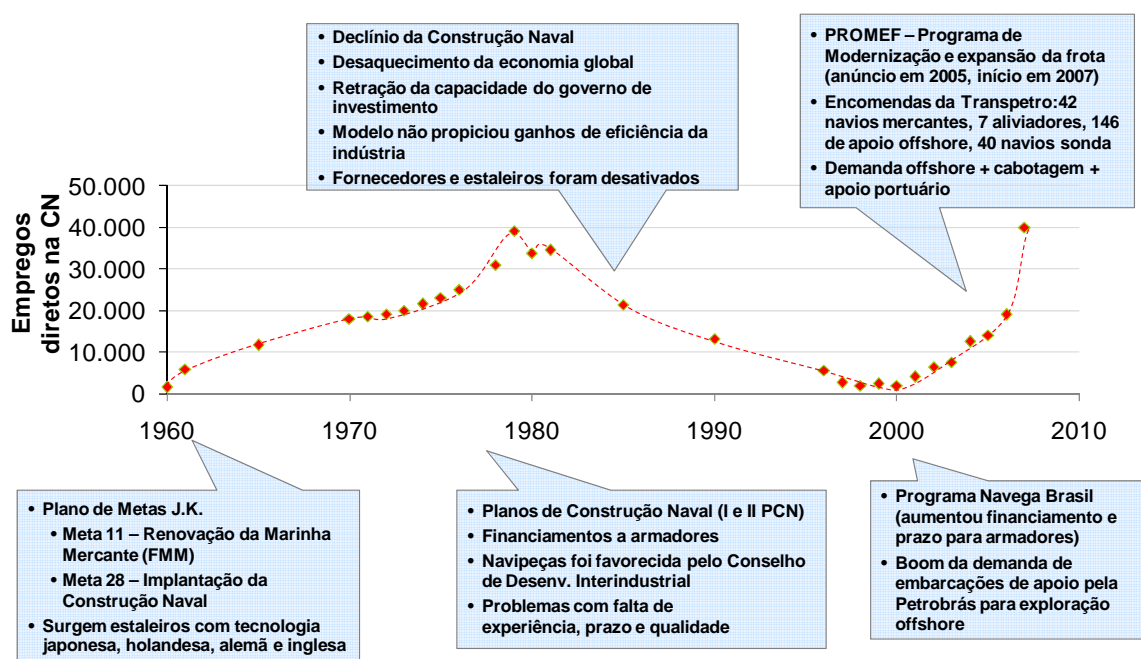 • Declínio da Construção Naval
• Desaquecimento da economia global
• Retração da capacidade do governo de
investimento
• Modelo não propiciou ganhos de eficiência da
indústria
• Fornecedores e estaleiros foram desativados
• PROMEF – Programa de
Modernização e expansão da frota
(anúncio em 2005, início em 2007)
• Encomendas da Transpetro:42
navios mercantes, 7 aliviadores, 146
de apoio offshore, 40 navios sonda
• Demanda offshore + cabotagem +
apoio portuário
Empregos
diretos na CN
50.000
40.000
30.000
20.000
10.000
0
1960
1970
1980
1990
2000
2010
• Plano de Metas J.K.
• Meta 11 – Renovação da Marinha
Mercante (FMM)
• Meta 28 – Implantação da
Construção Naval
• Surgem estaleiros com tecnologia
japonesa, holandesa, alemã e inglesa
• Planos de Construção Naval (I e II PCN)
• Financiamentos a armadores
• Navipeças foi favorecida pelo Conselho
de Desenv. Interindustrial
• Problemas com falta de
experiência, prazo e qualidade
• Programa Navega Brasil
(aumentou financiamento e
prazo para armadores)
• Boom da demanda de
embarcações de apoio pela
Petrobrás para exploração
offshore